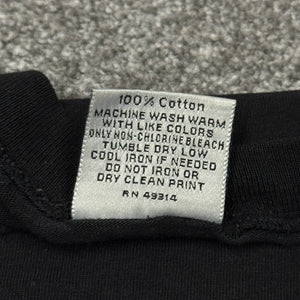 100% Cotton
MACHINE WASH WARM
WITH LIKE COLORS
ONLY NON-CHLORINE BLEACH
TUMBLE DRY LOW
COOL IRON IF NEEDED
DO NOT IRON OR
DRY CLEAN PRINT
RN 49314